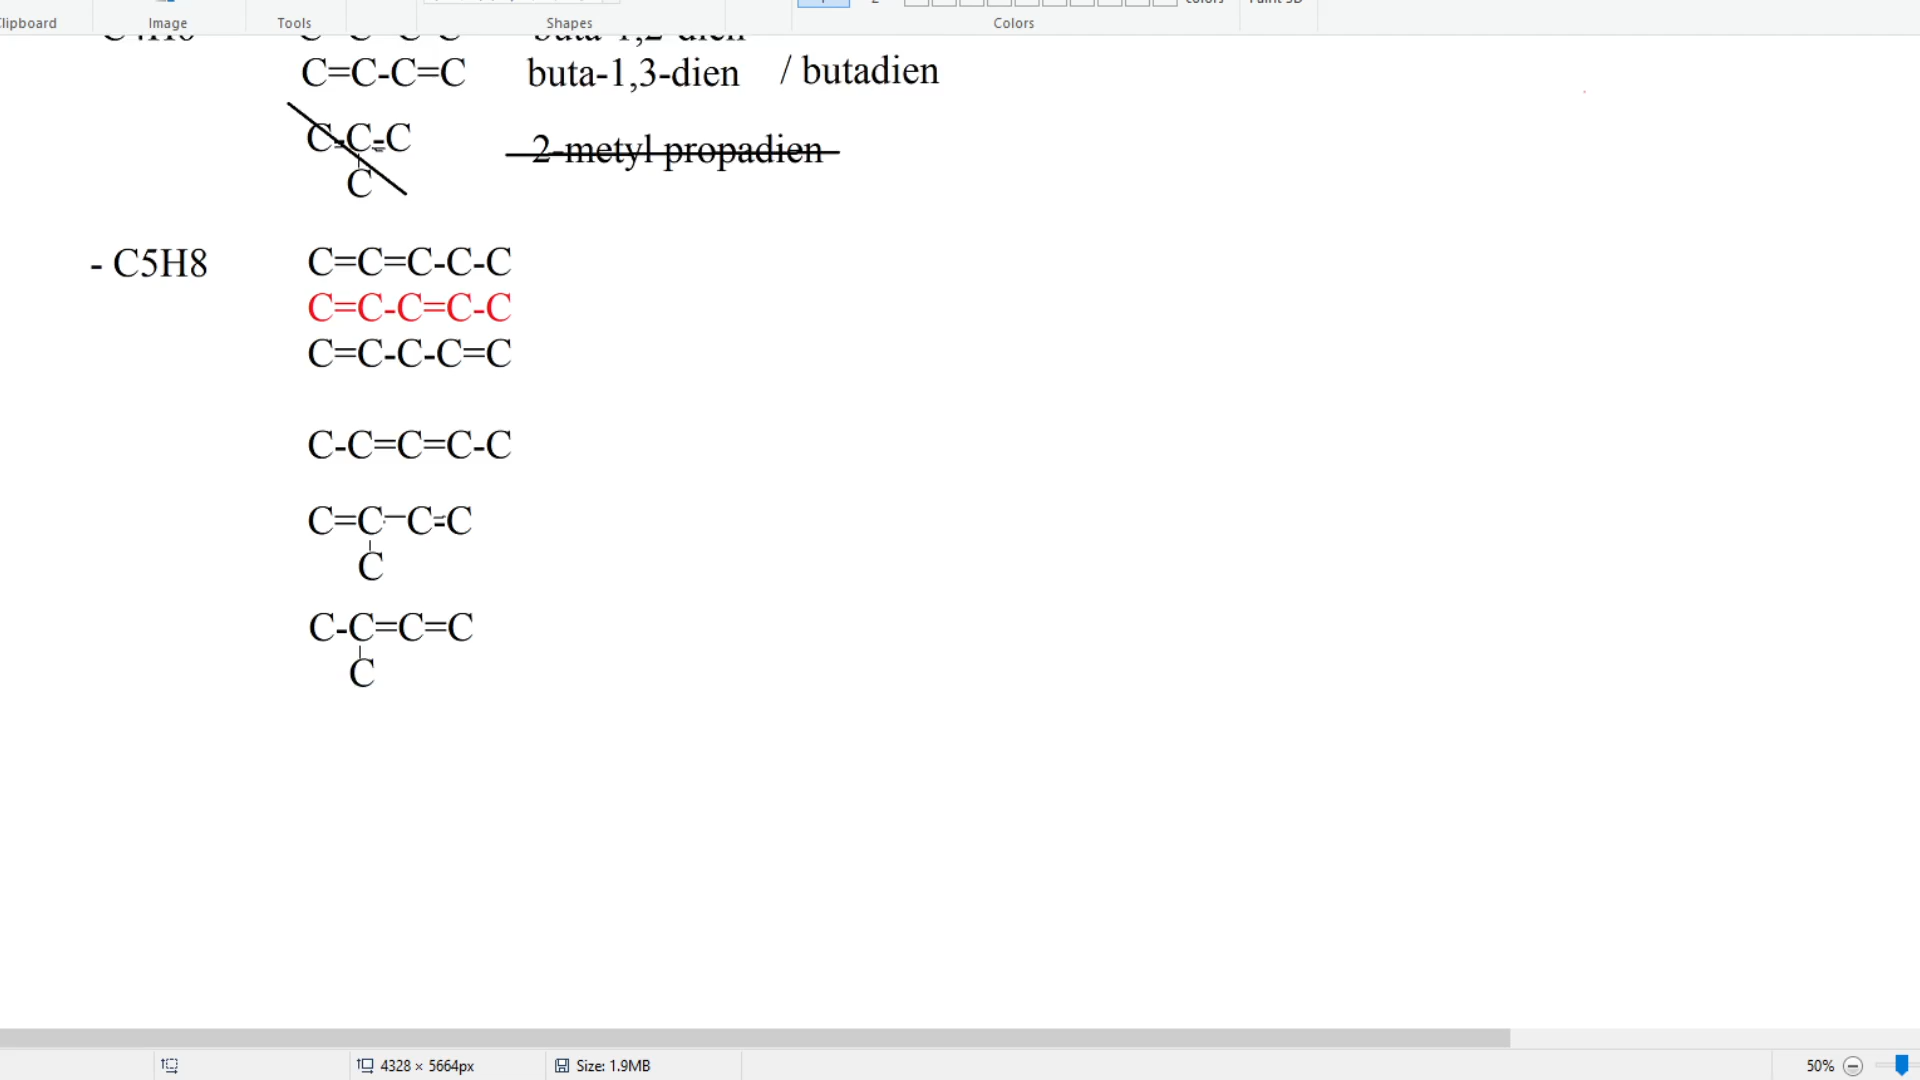 lipboard
Image
Tools
Shapes
Colors
C=C-C=C buta-1,3-dien / butadien
C-C=C 2-metyl propadien
C
- C5H8 C=C=C-C-C
C=C-C=C-C
C=C-C-C=C
C-C=C=C-C
C=C-C=C
C
C-C=C=C
C
4328 × 5664px
Size: 1.9MB
50%